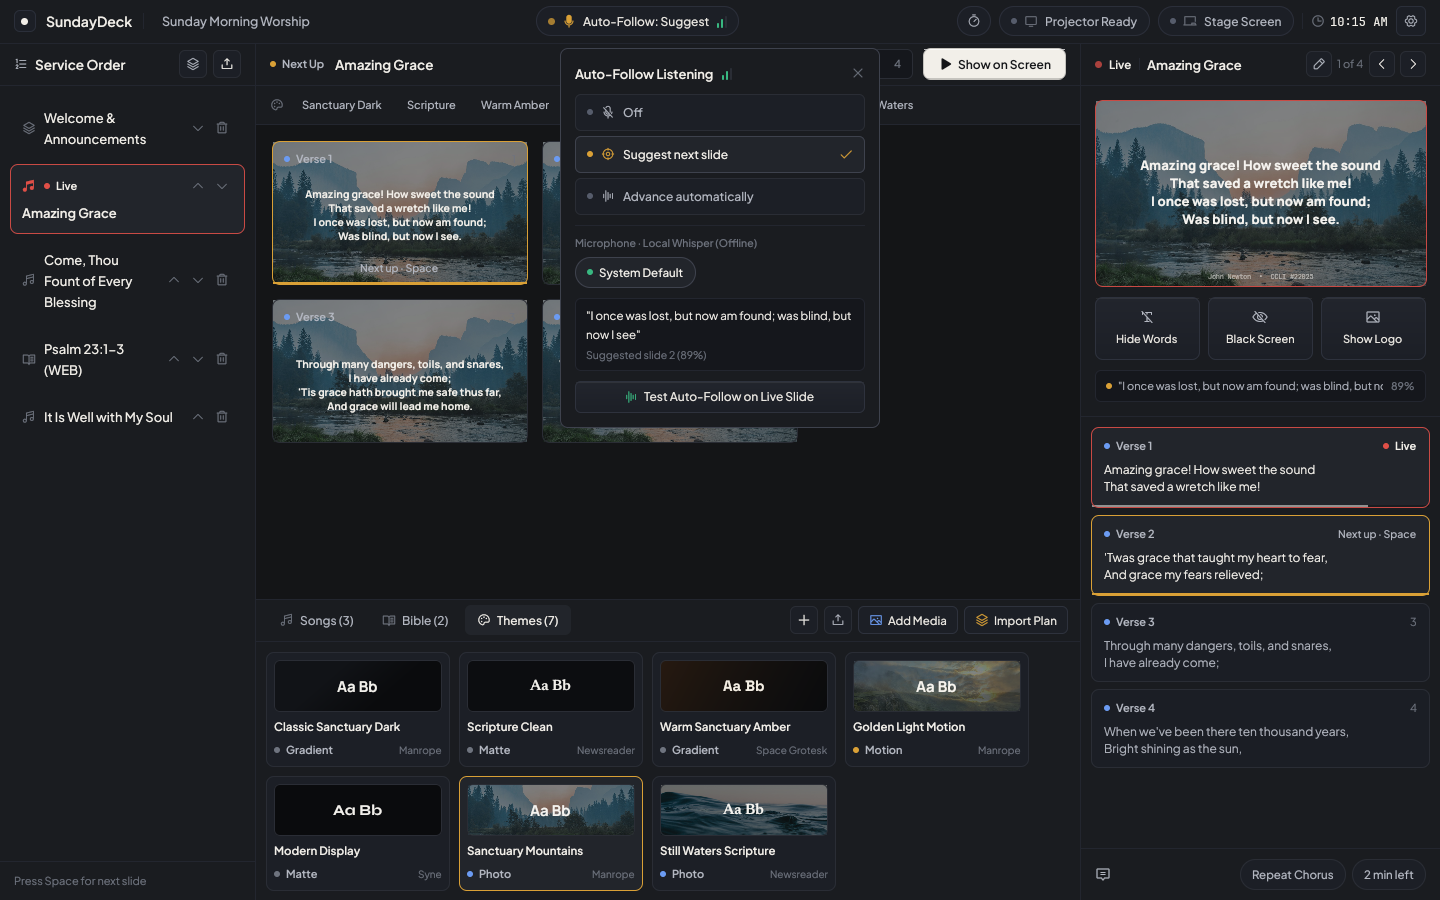 SundayDeck
Sunday Morning Worship
Auto-Follow: Suggest
Projector Ready
Stage Screen
10:15 AM
Service Order
Welcome &
Announcements
Live
Amazing Grace
Come, Thou
Fount of Every
Blessing
Psalm 23:1–3
(WEB)
It Is Well with My Soul
Press Space for next slide
Next Up
Amazing Grace
4
Show on Screen
Sanctuary Dark
Scripture
Warm Amber
Waters
Verse 1
Amazing grace! How sweet the sound
That saved a wretch like me!
I once was lost, but now am found;
Was blind, but now I see.
Next up · Space
Verse 3
Through many dangers, toils, and snares,
I have already come;
'Tis grace hath brought me safe thus far,
And grace will lead me home.
Auto-Follow Listening
Off
Suggest next slide
Advance automatically
Microphone · Local Whisper (Offline)
System Default
"I once was lost, but now am found; was blind, but
now I see"
Suggested slide 2 (89%)
Test Auto-Follow on Live Slide
Songs (3)
Bible (2)
Themes (7)
Add Media
Import Plan
Aa Bb
Classic Sanctuary Dark
Gradient
Manrope
Aa Bb
Scripture Clean
Matte
Newsreader
Aa Bb
Warm Sanctuary Amber
Gradient
Space Grotesk
Aa Bb
Golden Light Motion
Motion
Manrope
Aa Bb
Modern Display
Matte
Syne
Aa Bb
Sanctuary Mountains
Photo
Manrope
Aa Bb
Still Waters Scripture
Photo
Newsreader
Live
Amazing Grace
1 of 4
Amazing grace! How sweet the sound
That saved a wretch like me!
I once was lost, but now am found;
Was blind, but now I see.
John Newton • CCLI #22025
Hide Words
Black Screen
Show Logo
"I once was lost, but now am found; was blind, but nc
89%
Verse 1
Live
Amazing grace! How sweet the sound
That saved a wretch like me!
Verse 2
Next up · Space
'Twas grace that taught my heart to fear,
And grace my fears relieved;
Verse 3
3
Through many dangers, toils, and snares,
I have already come;
Verse 4
4
When we've been there ten thousand years,
Bright shining as the sun,
Repeat Chorus
2 min left